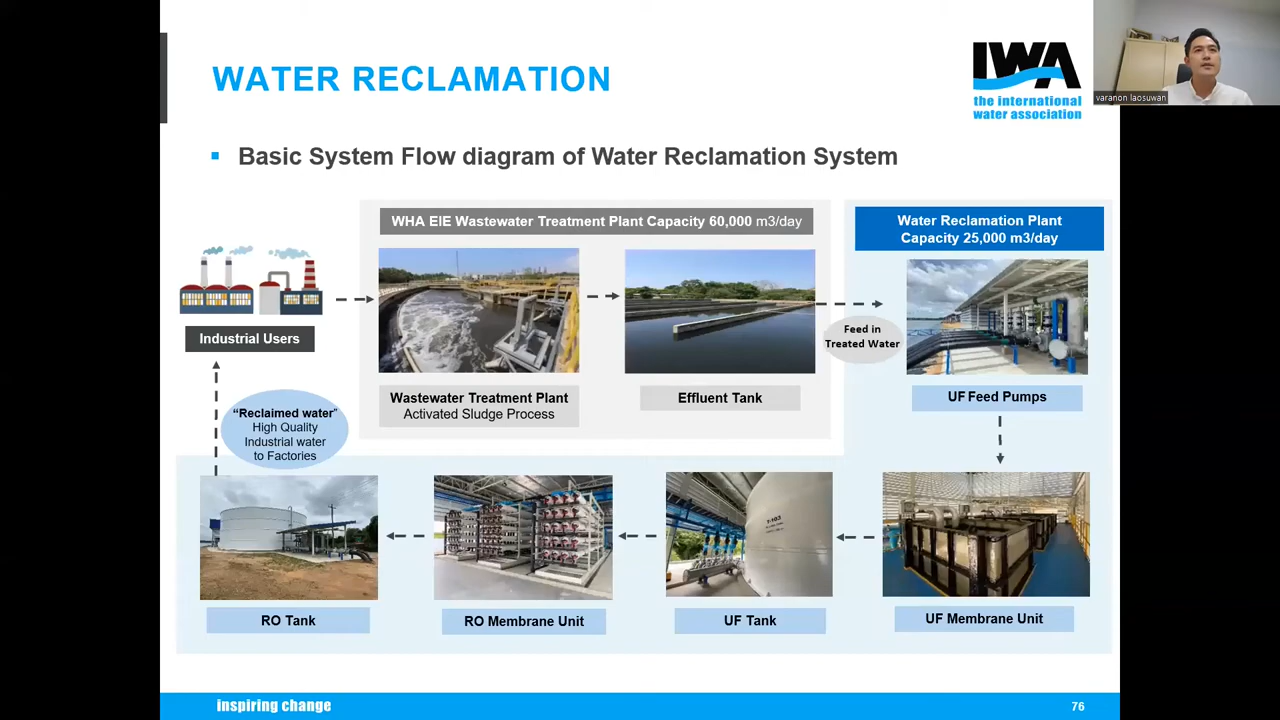 WATER RECLAMATION
IWA
the international
water association
varanon laosuwan
Basic System Flow diagram of Water Reclamation System
WHA EIE Wastewater Treatment Plant Capacity 60,000 m3/day
Water Reclamation Plant
Capacity 25,000 m3/day
Industrial Users
Feed in
Treated Water
Wastewater Treatment Plant
Activated Sludge Process
Effluent Tank
UF Feed Pumps
“Reclaimed water”
High Quality
Industrial water
to Factories
T-102
RO Tank
RO Membrane Unit
UF Tank
UF Membrane Unit
inspiring change
76